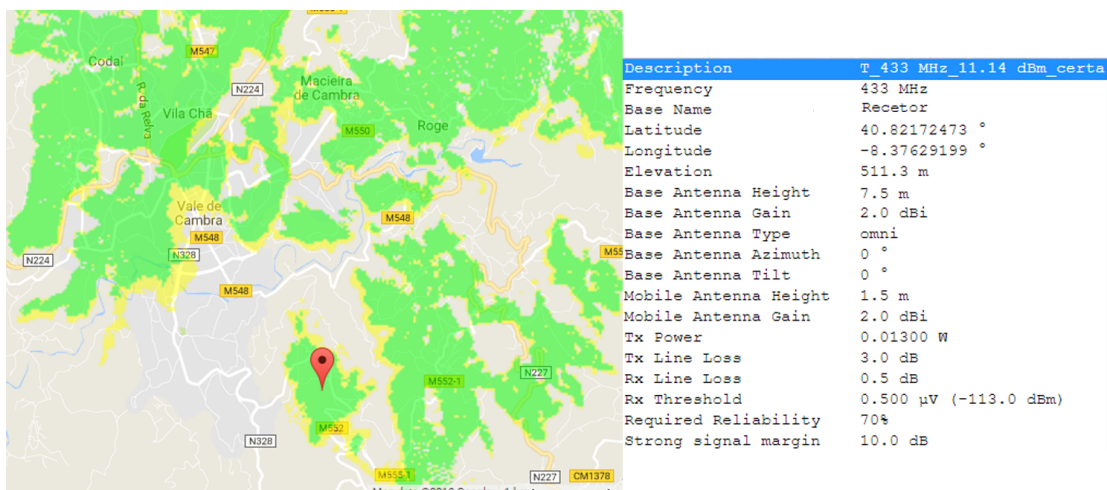 M547
Codal
N224
Macieira
de Cambra
R. da Relva
Vila Chã
M550
Roge
Vale de
Cambra
M548
M548
N328
N224
M55
M548
M552-1
N227
M552
N328
M555-1
N227
CM1378
Description T_433 MHz_11.14 dBm_certa
Frequency 433 MHz
Base Name Recetor
Latitude 40.82172473 °
Longitude -8.37629199 °
Elevation 511.3 m
Base Antenna Height 7.5 m
Base Antenna Gain 2.0 dBi
Base Antenna Type omni
Base Antenna Azimuth 0 °
Base Antenna Tilt 0 °
Mobile Antenna Height 1.5 m
Mobile Antenna Gain 2.0 dBi
Tx Power 0.01300 W
Tx Line Loss 3.0 dB
Rx Line Loss 0.5 dB
Rx Threshold 0.500 µV (-113.0 dBm)
Required Reliability 70%
Strong signal margin 10.0 dB